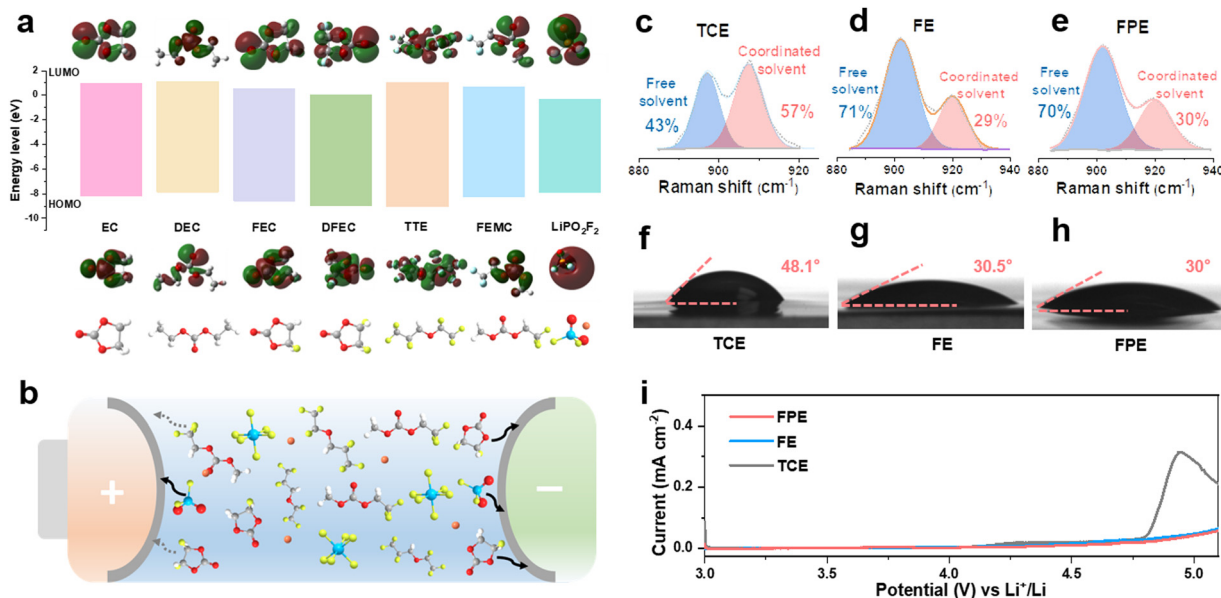 a
LUMO
2
0
-2
-4
-6
-8
HOMO
-10
Energy level (eV)
EC DEC FEC DFEC TTE FEMC LiPO₂F₂
b
+
−
c
TCE
Free
solvent
43%
Coordinated
solvent
57%
880 900 920
Raman shift (cm⁻¹)
d
FE
Free
solvent
71%
Coordinated
solvent
29%
880 900 920 940
Raman shift (cm⁻¹)
e
FPE
Free
solvent
70%
Coordinated
solvent
30%
880 900 920 940
Raman shift (cm⁻¹)
f
48.1°
TCE
g
30.5°
FE
h
30°
FPE
i
FPE
FE
TCE
0.4
0.2
0.0
Current (mA cm⁻²)
3.0 3.5 4.0 4.5 5.0
Potential (V) vs Li⁺/Li